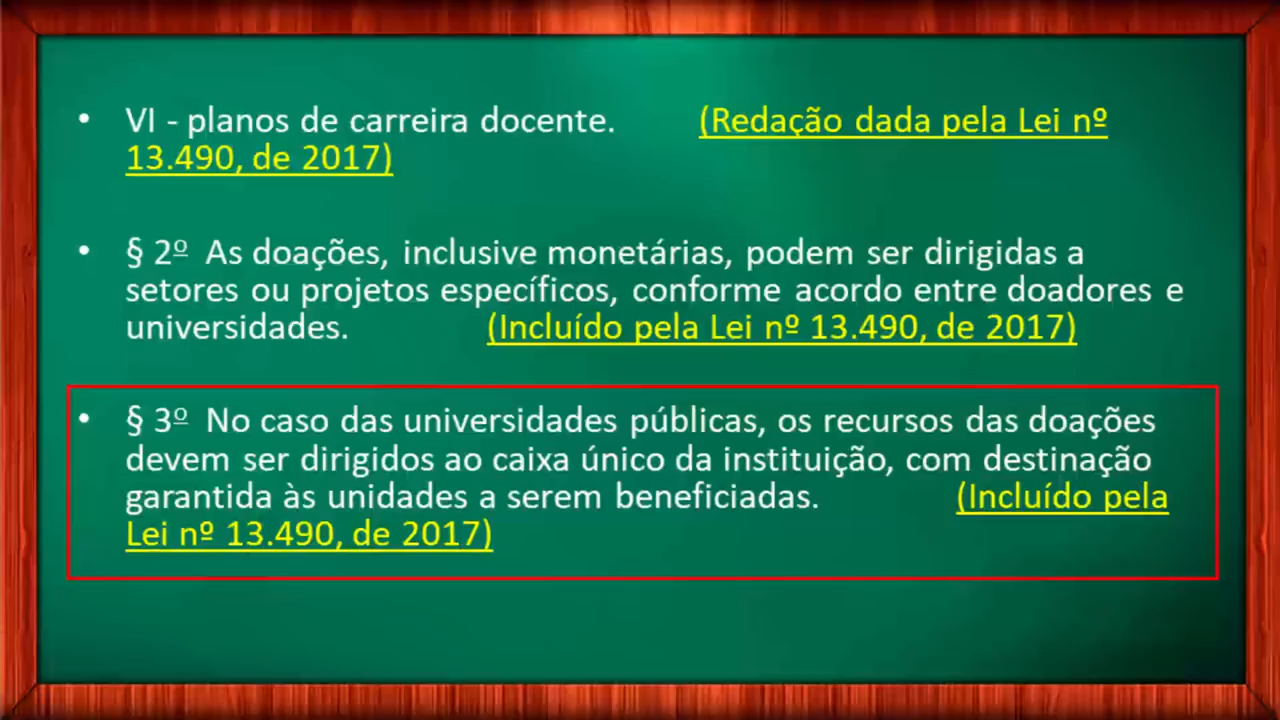 • VI - planos de carreira docente. (Redação dada pela Lei nº
13.490, de 2017)
• § 2º As doações, inclusive monetárias, podem ser dirigidas a
setores ou projetos específicos, conforme acordo entre doadores e
universidades. (Incluído pela Lei nº 13.490, de 2017)
• § 3º No caso das universidades públicas, os recursos das doações
devem ser dirigidos ao caixa único da instituição, com destinação
garantida às unidades a serem beneficiadas. (Incluído pela
Lei nº 13.490, de 2017)